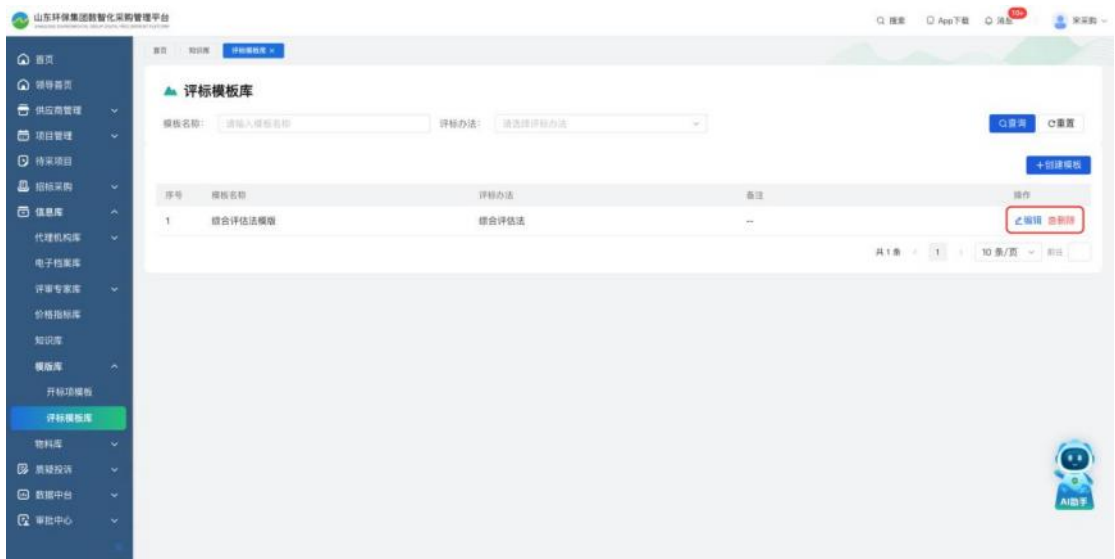 山东环保集团数智化采购管理平台
搜索 App下载 消息 10+ 宋采购
首页 知识库 评标模板库 ×
首页
领导首页
供应商管理
项目管理
待采项目
招标采购
信息库
代理机构库
电子档案库
评审专家库
价格指标库
知识库
模版库
开标项模板
评标模板库
物料库
质疑投诉
数据中台
审批中心
评标模板库
模板名称: 请输入模板名称 评标办法: 请选择评标办法 查询 重置
+创建模板
序号 模板名称 评标办法 备注 操作
1 综合评估法模版 综合评估法 -- 编辑 删除
共 1 条 1 10 条/页 前往
AI助手